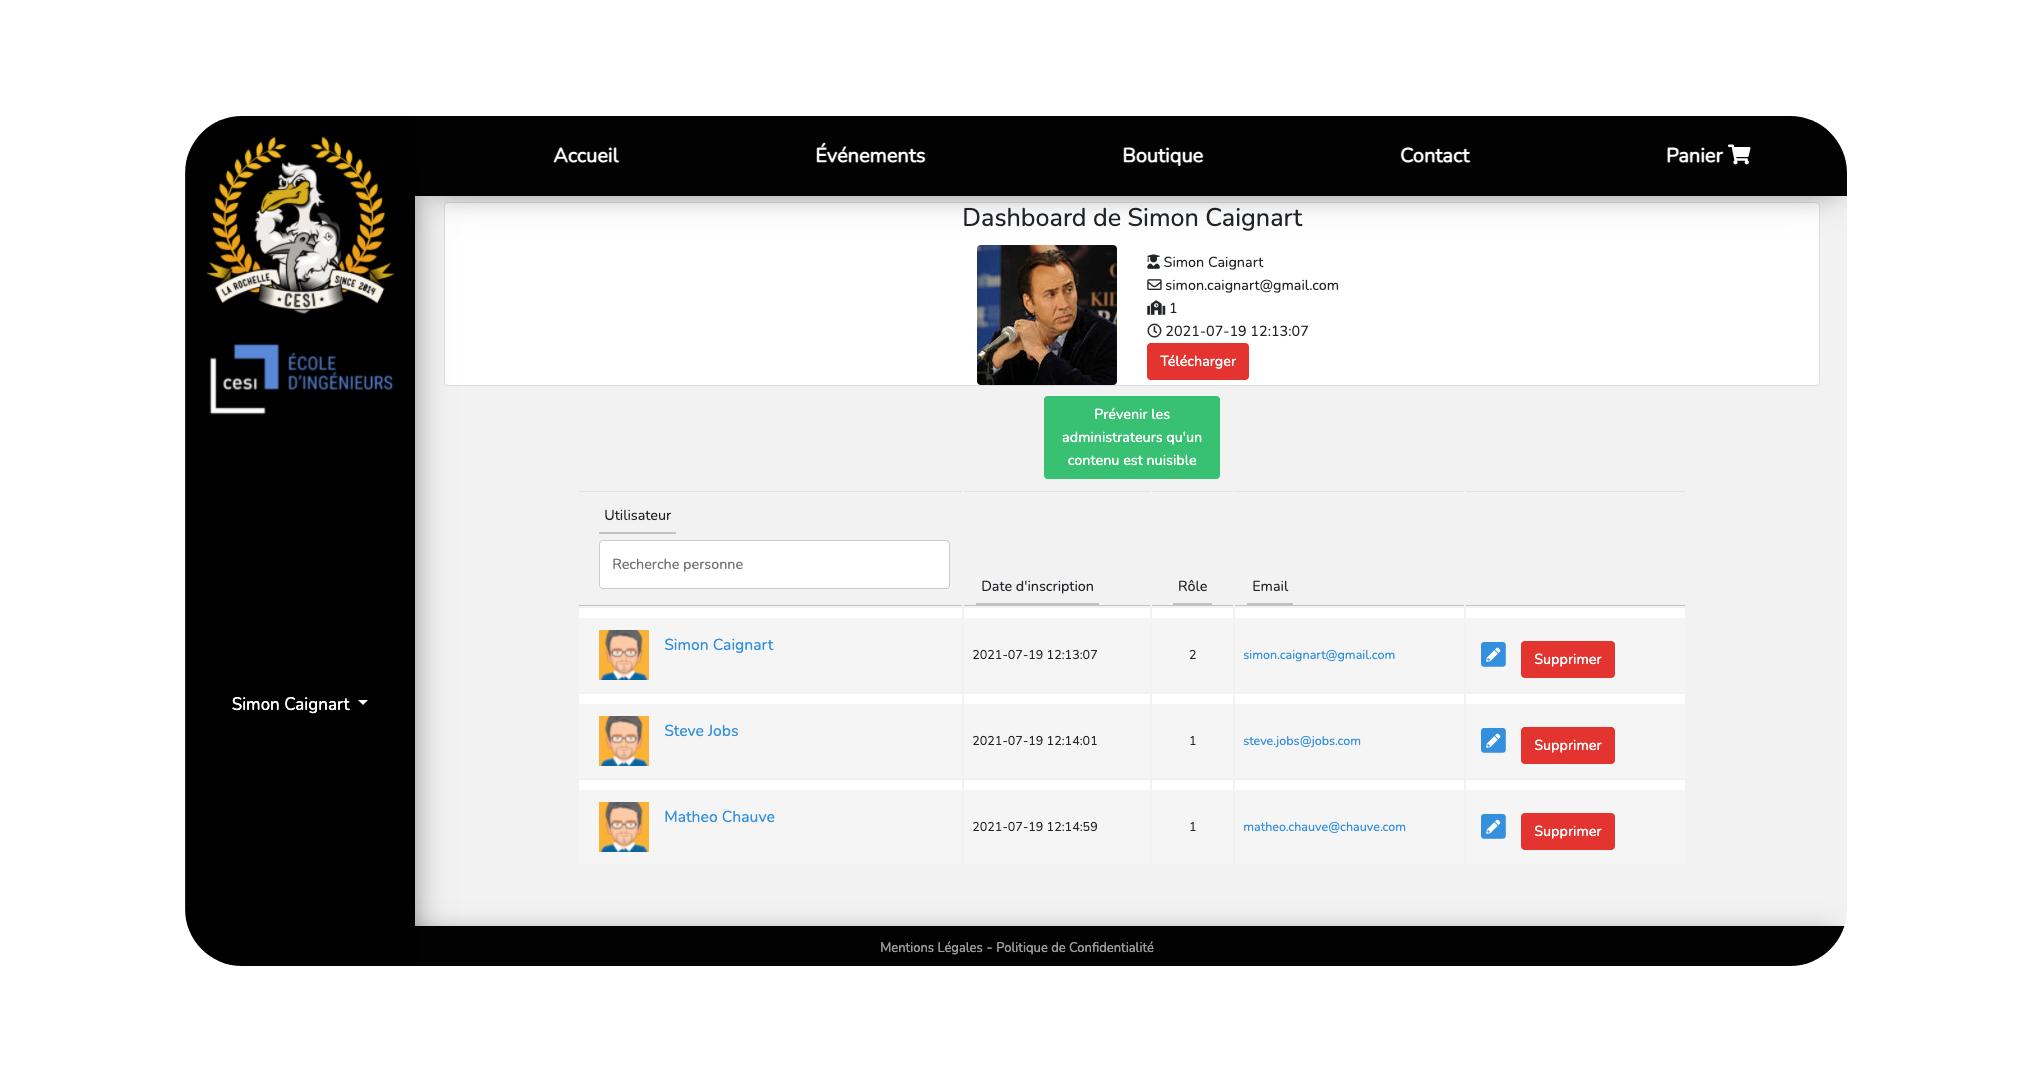 LA ROCHELLE
SINCE 2014
• CESI •
cesi
ÉCOLE
D'INGÉNIEURS
Simon Caignart
Accueil
Événements
Boutique
Contact
Panier
Dashboard de Simon Caignart
KID
Simon Caignart
simon.caignart@gmail.com
1
2021-07-19 12:13:07
Télécharger
Prévenir les
administrateurs qu'un
contenu est nuisible
Utilisateur
Recherche personne
Date d'inscription
Rôle
Email
Simon Caignart
2021-07-19 12:13:07
2
simon.caignart@gmail.com
Supprimer
Steve Jobs
2021-07-19 12:14:01
1
steve.jobs@jobs.com
Supprimer
Matheo Chauve
2021-07-19 12:14:59
1
matheo.chauve@chauve.com
Supprimer
Mentions Légales - Politique de Confidentialité